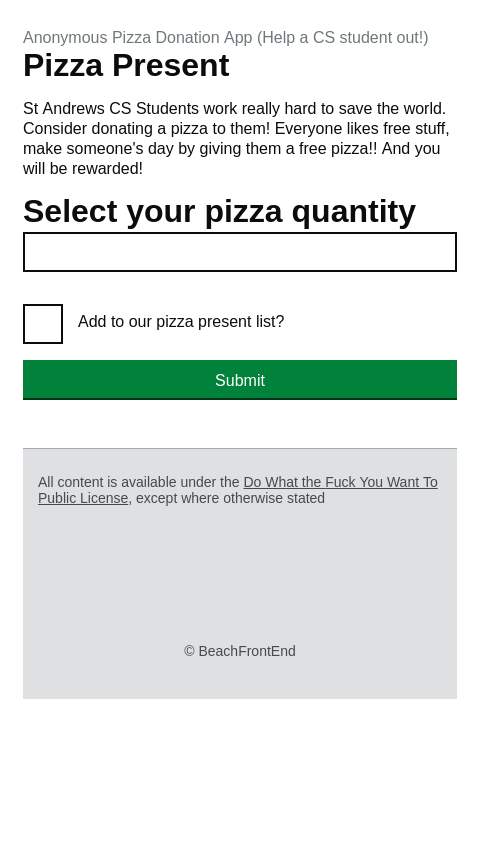 Anonymous Pizza Donation App (Help a CS student out!)
Pizza Present
St Andrews CS Students work really hard to save the world.
Consider donating a pizza to them! Everyone likes free stuff,
make someone's day by giving them a free pizza!! And you
will be rewarded!
Select your pizza quantity
Add to our pizza present list?
Submit
All content is available under the Do What the Fuck You Want To
Public License, except where otherwise stated
© BeachFrontEnd